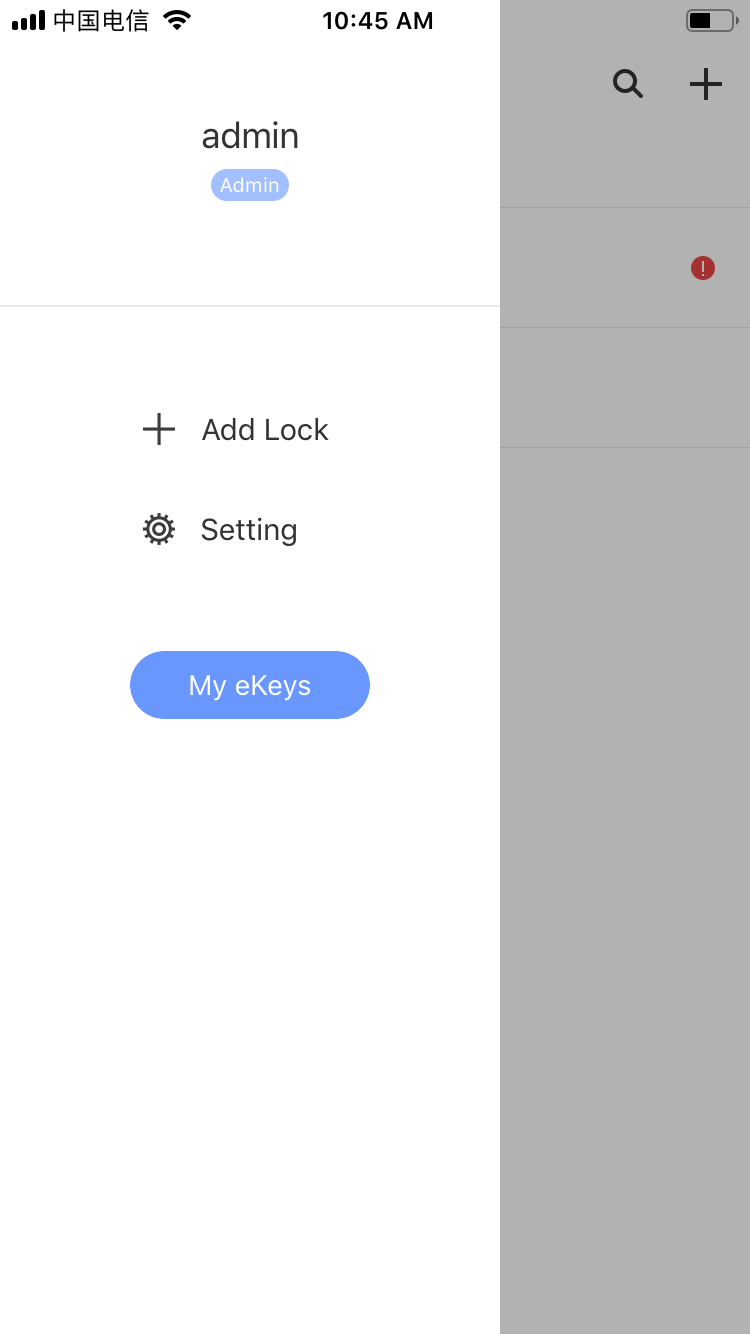 中国电信 10:45 AM
admin
Admin
Add Lock
Setting
My eKeys